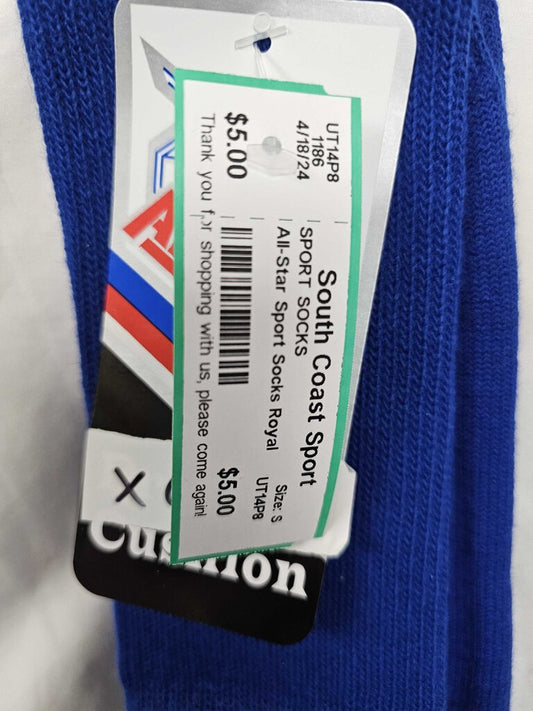 UT14P8
1186
4/18/24
$5.00
South Coast Sport
SPORT SOCKS
All-Star Sport Socks Royal
Size: S
UT14P8
$5.00
Thank you for shopping with us, please come again!
X